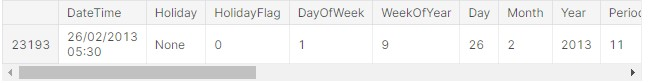 DateTime Holiday HolidayFlag DayOfWeek WeekOfYear Day Month Year Perioc
23193 26/02/2013 05:30 None 0 1 9 26 2 2013 11